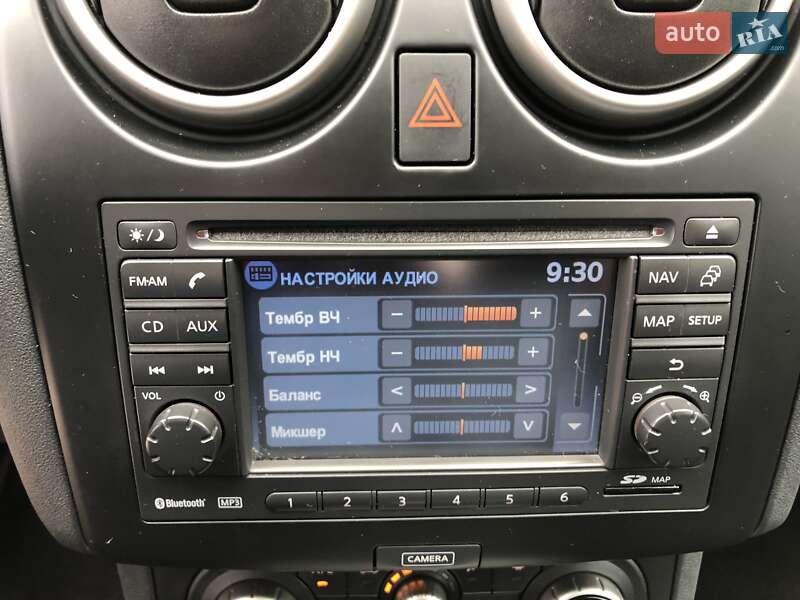 auto RIA
FM·AM
CD AUX
VOL
НАСТРОЙКИ АУДИО 9:30
Тембр ВЧ − +
Тембр НЧ − +
Баланс < >
Микшер
NAV
MAP SETUP
Bluetooth MP3
1 2 3 4 5 6
SD MAP
CAMERA